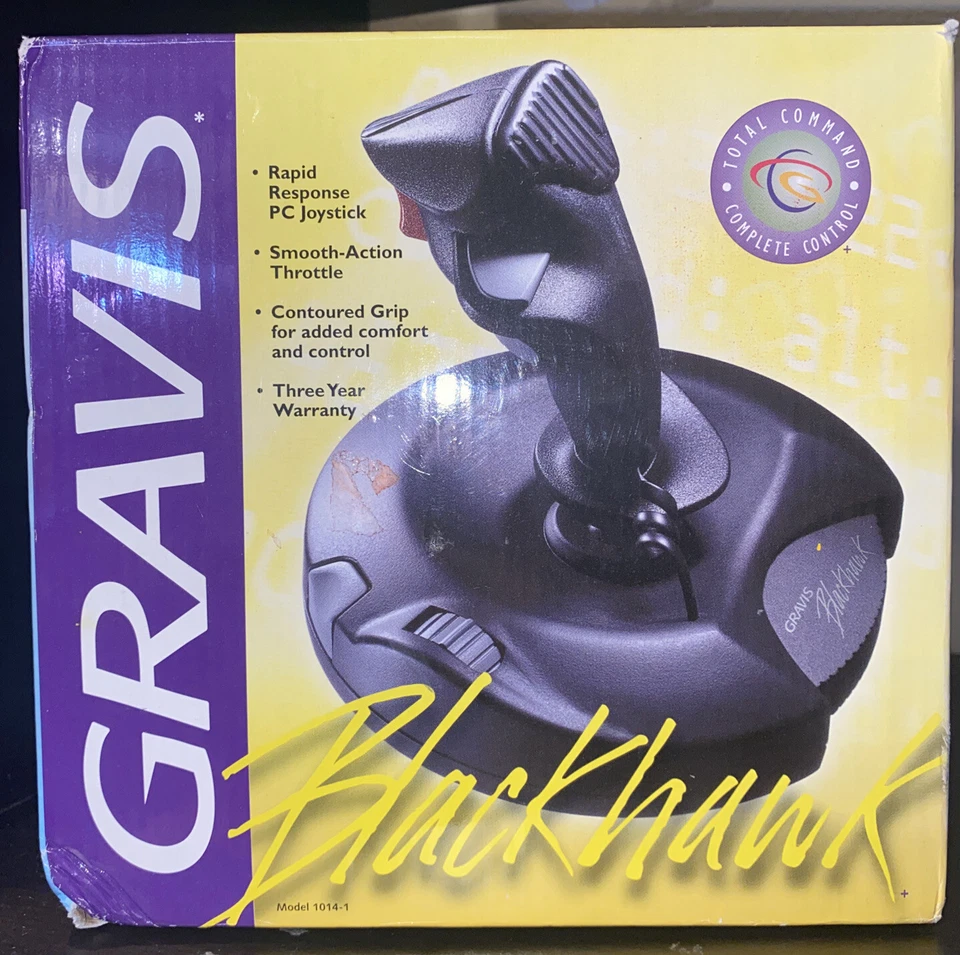 GRAVIS*
• Rapid
Response
PC Joystick
• Smooth-Action
Throttle
• Contoured Grip
for added comfort
and control
• Three Year
Warranty
• TOTAL COMMAND •
COMPLETE CONTROL
+
G
alt.
GRAVIS
Blackhawk
Blackhawk
+
Model 1014-1